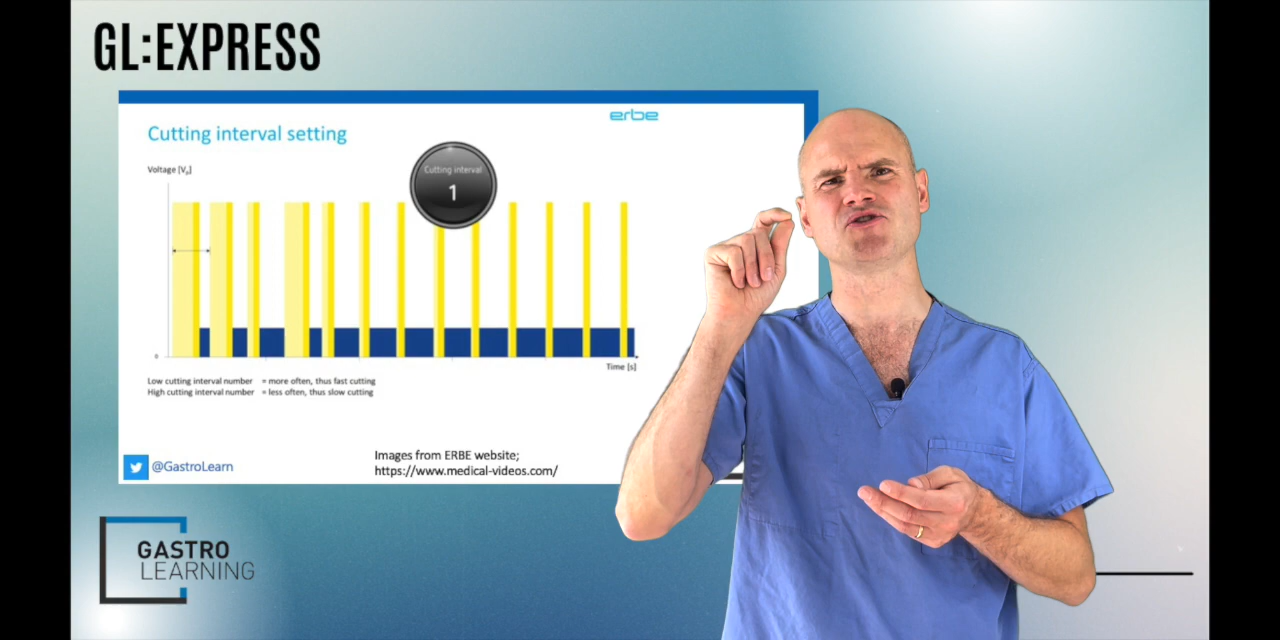 GL:EXPRESS
erbe
Cutting interval setting
Voltage [Vp]
Cutting interval
1
0
Time [s]
Low cutting interval number = more often, thus fast cutting
High cutting interval number = less often, thus slow cutting
Images from ERBE website;
@GastroLearn
https://www.medical-videos.com/
GASTRO
LEARNING